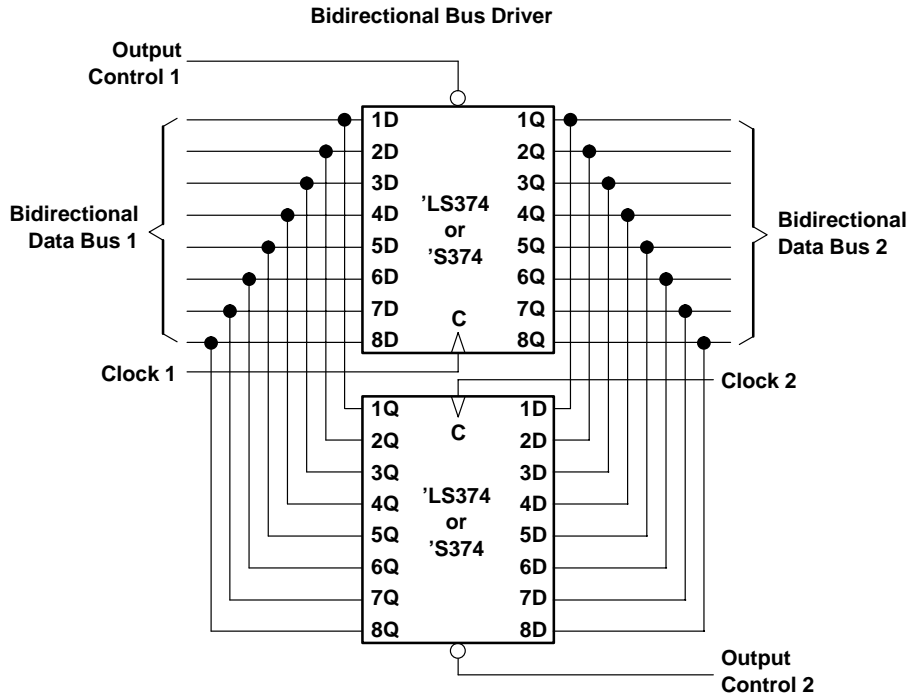 Bidirectional Bus Driver
Output
Control 1
1D
2D
3D
4D
5D
6D
7D
8D
'LS374
or
'S374
C
1Q
2Q
3Q
4Q
5Q
6Q
7Q
8Q
Bidirectional
Data Bus 1
Bidirectional
Data Bus 2
Clock 1
Clock 2
1Q
2Q
3Q
4Q
5Q
6Q
7Q
8Q
C
'LS374
or
'S374
1D
2D
3D
4D
5D
6D
7D
8D
Output
Control 2